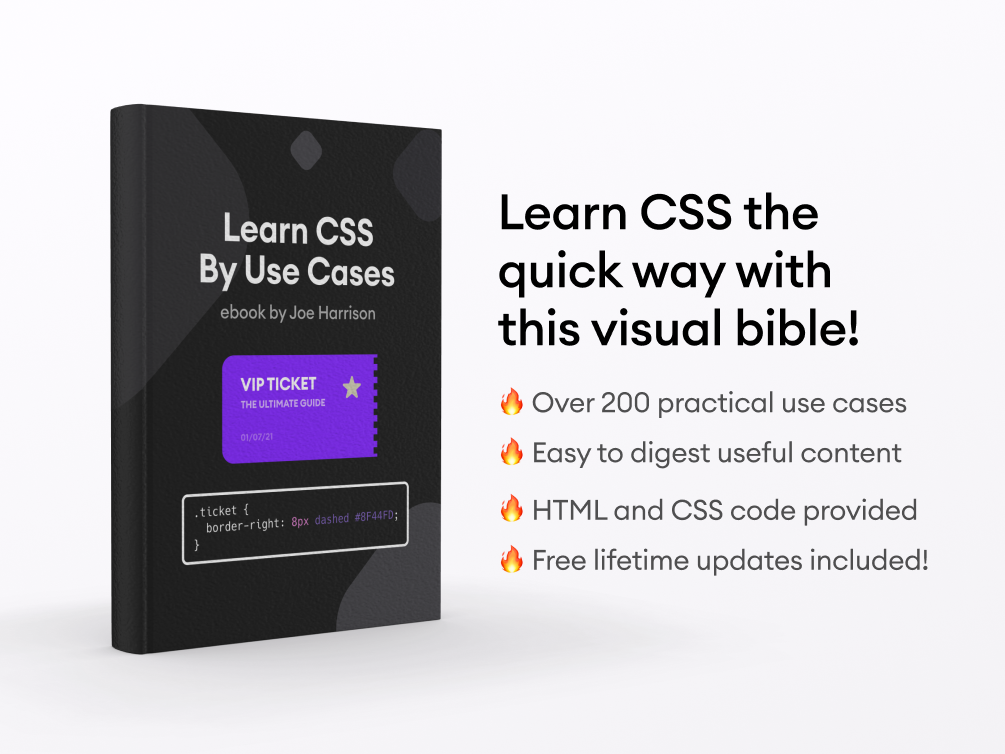 Learn CSS
By Use Cases
ebook by Joe Harrison
VIP TICKET
THE ULTIMATE GUIDE
01/07/21
.ticket {
border-right: 8px dashed #8F44FD;
}
Learn CSS the
quick way with
this visual bible!
🔥 Over 200 practical use cases
🔥 Easy to digest useful content
🔥 HTML and CSS code provided
🔥 Free lifetime updates included!